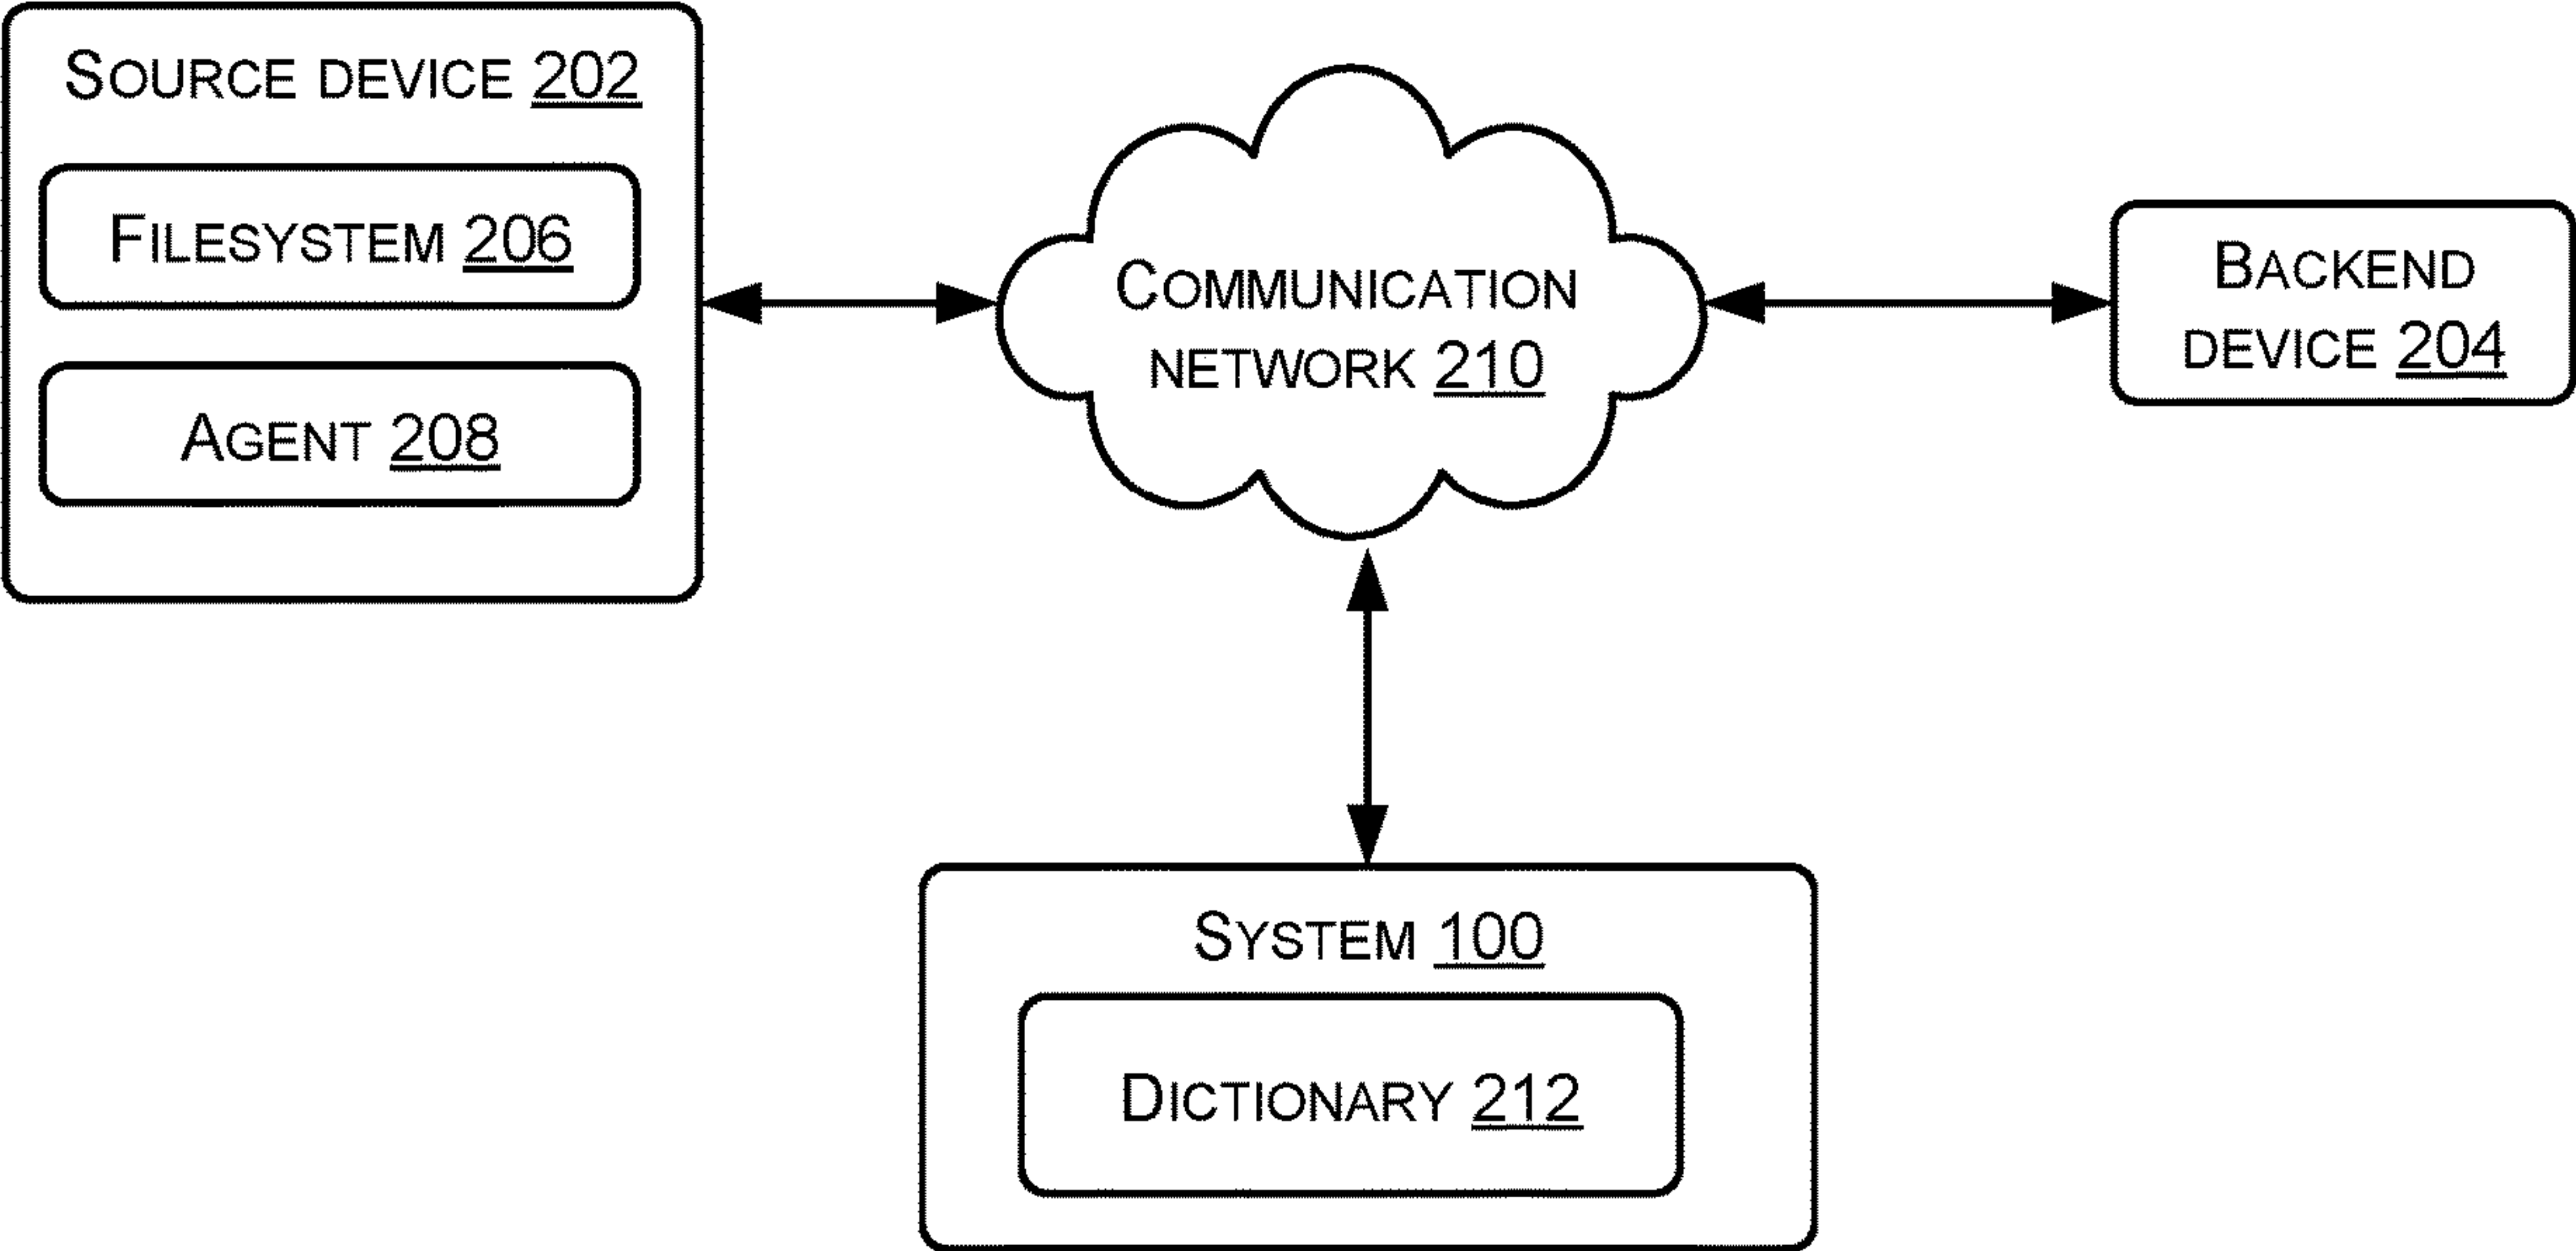 SOURCE DEVICE 202
FILESYSTEM 206
AGENT 208
COMMUNICATION
NETWORK 210
BACKEND
DEVICE 204
SYSTEM 100
DICTIONARY 212